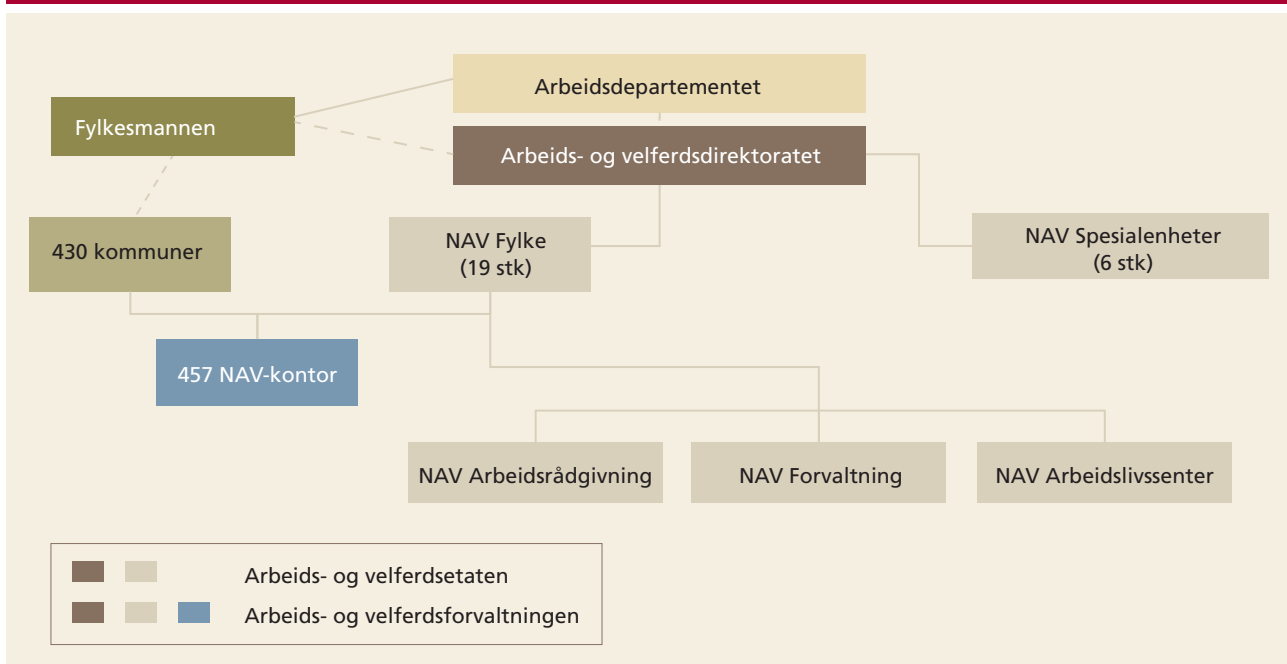 Arbeidsdepartementet
Fylkesmannen
Arbeids- og velferdsdirektoratet
430 kommuner
NAV Fylke
(19 stk)
NAV Spesialenheter
(6 stk)
457 NAV-kontor
NAV Arbeidsrådgivning
NAV Forvaltning
NAV Arbeidslivssenter
Arbeids- og velferdsetaten
Arbeids- og velferdsforvaltningen